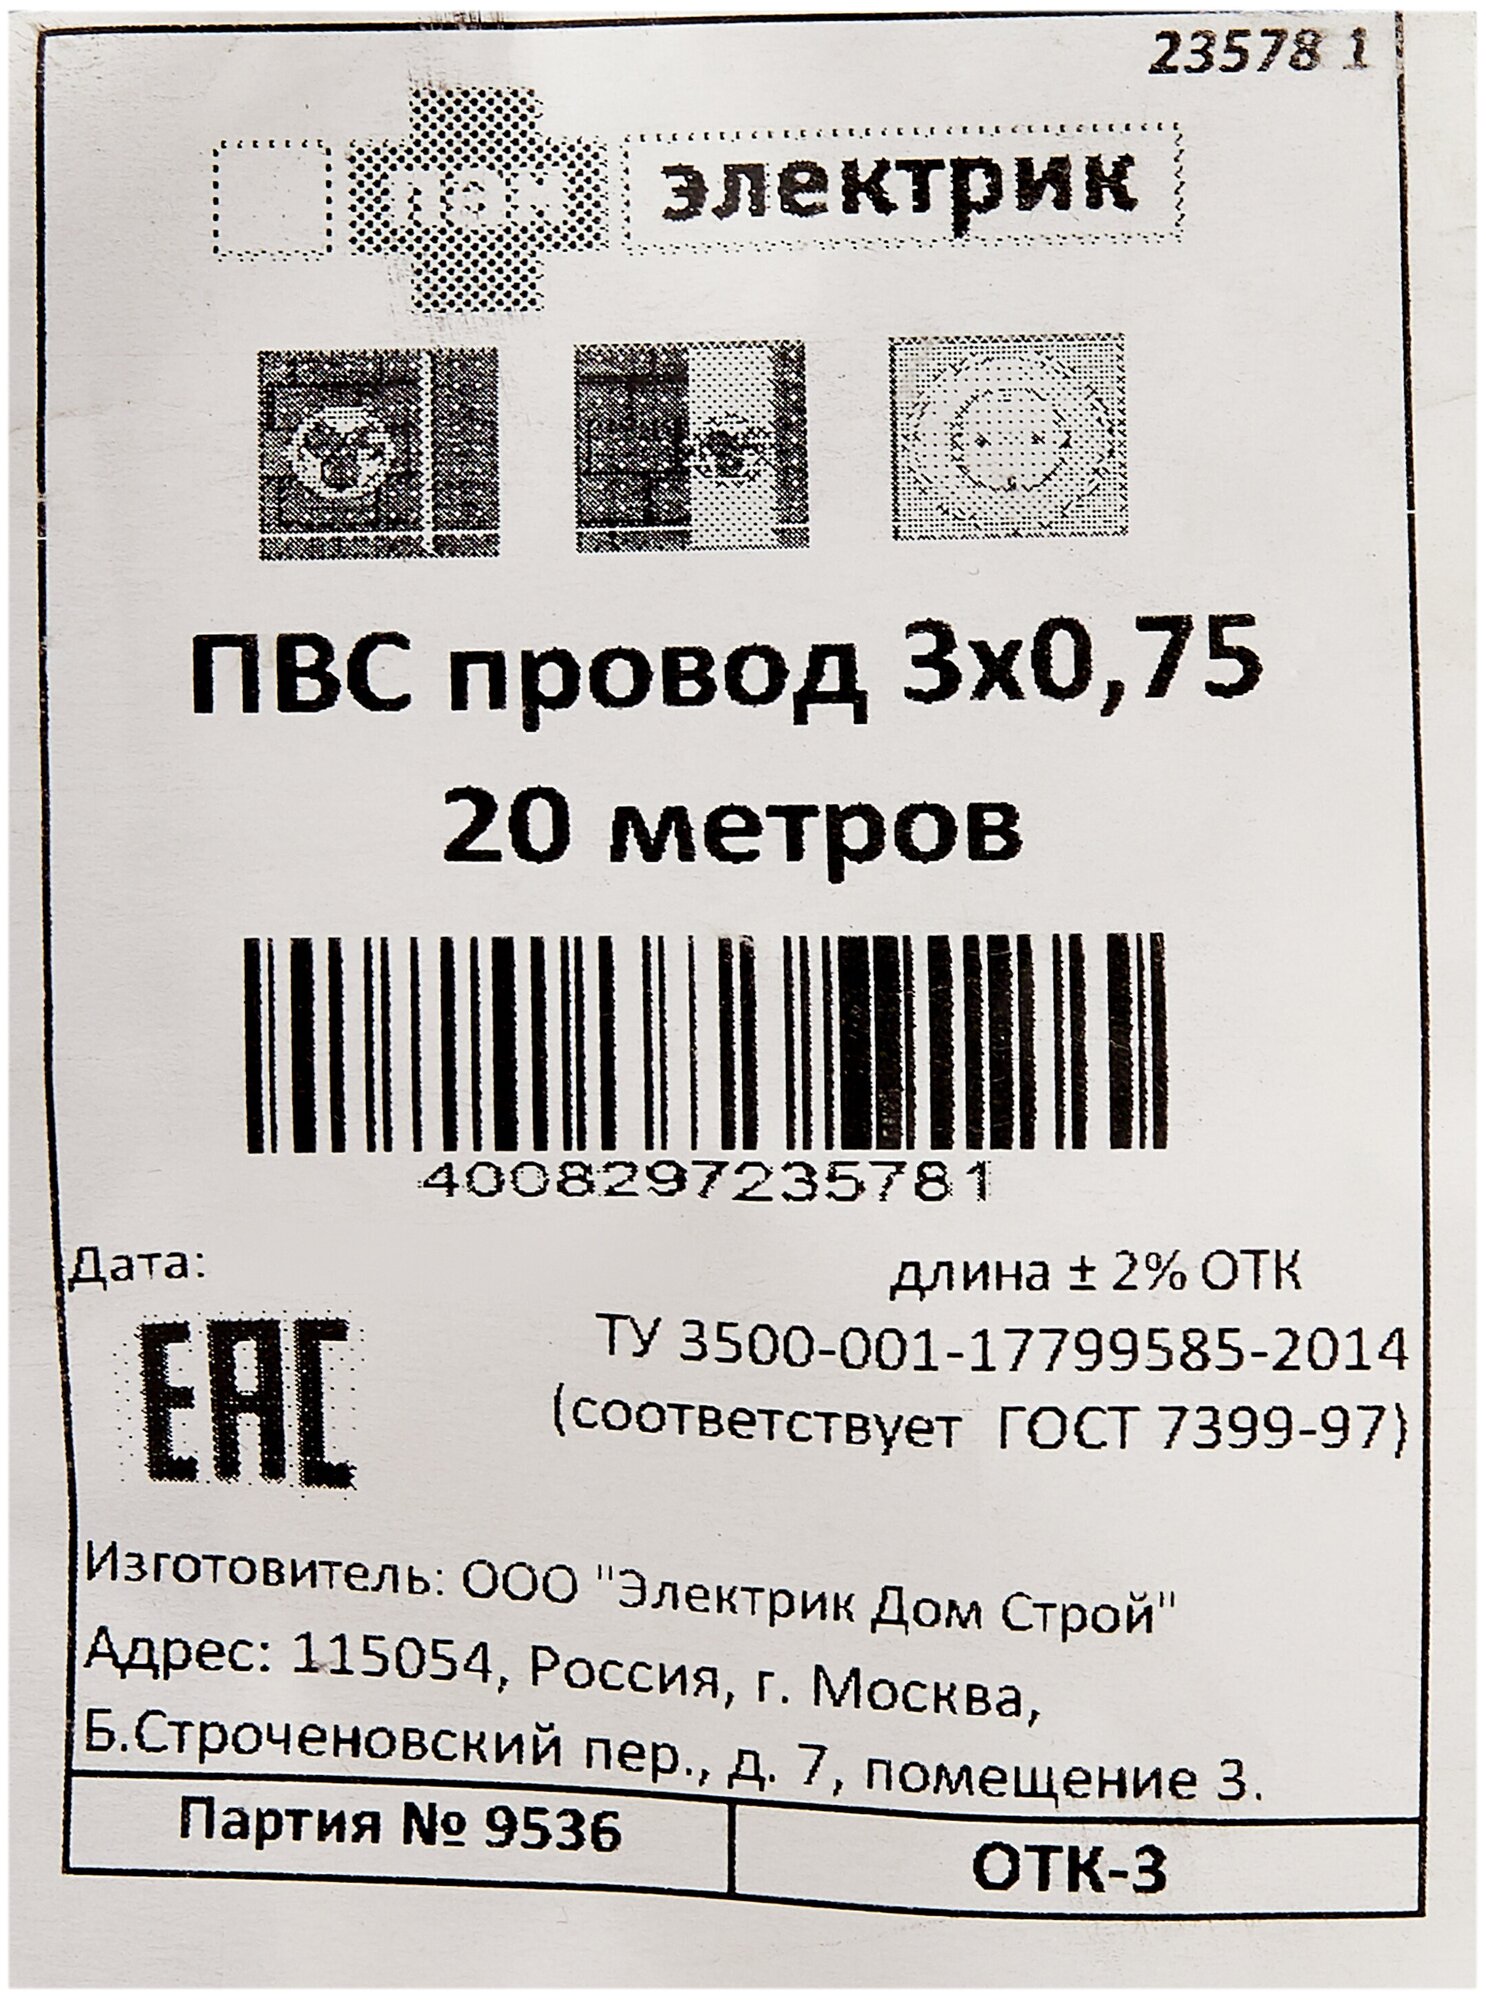 23578 1
электрик
ПВС провод 3х0,75
20 метров
4008297235781
Дата:
длина ± 2% ОТК
ТУ 3500-001-17799585-2014
(соответствует ГОСТ 7399-97)
ЕАС
Изготовитель: ООО "Электрик Дом Строй"
Адрес: 115054, Россия, г. Москва,
Б.Строченовский пер., д. 7, помещение 3.
Партия № 9536
ОТК-3